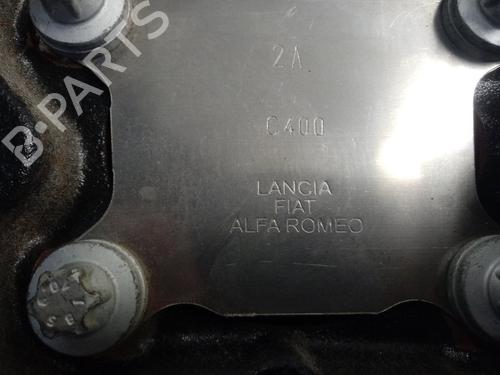 B-PARTS
2A
C400
LANCIA
FIAT
ALFA ROMEO